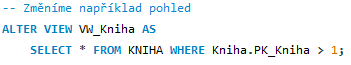 -- Změníme například pohled
ALTER VIEW VW_Kniha AS
SELECT * FROM KNIHA WHERE Kniha.PK_Kniha > 1;